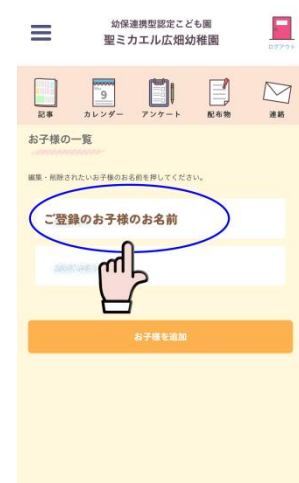 幼保連携型認定こども園
聖ミカエル広畑幼稚園
ログアウト
9
記事
カレンダー
アンケート
配布物
連絡
お子様の一覧
編集・削除されたいお子様のお名前を押してください。
ご登録のお子様のお名前
お子様を追加